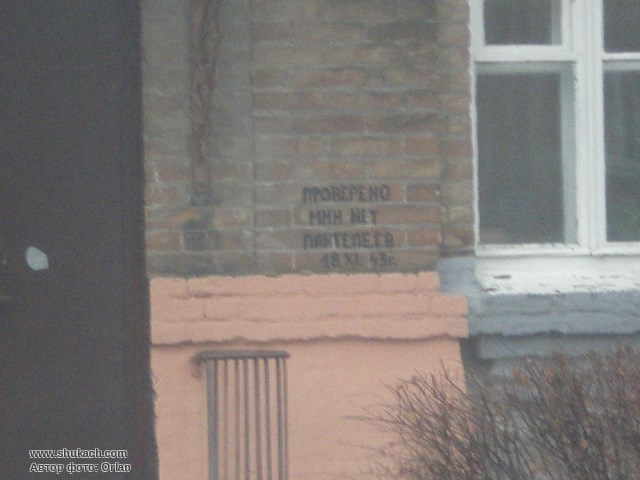 ПРОВЕРЕНО
МИН НЕТ
ПАНТЕЛЕЕВ
18.XI.43г
www.shukach.com
Автор фото: Orlan